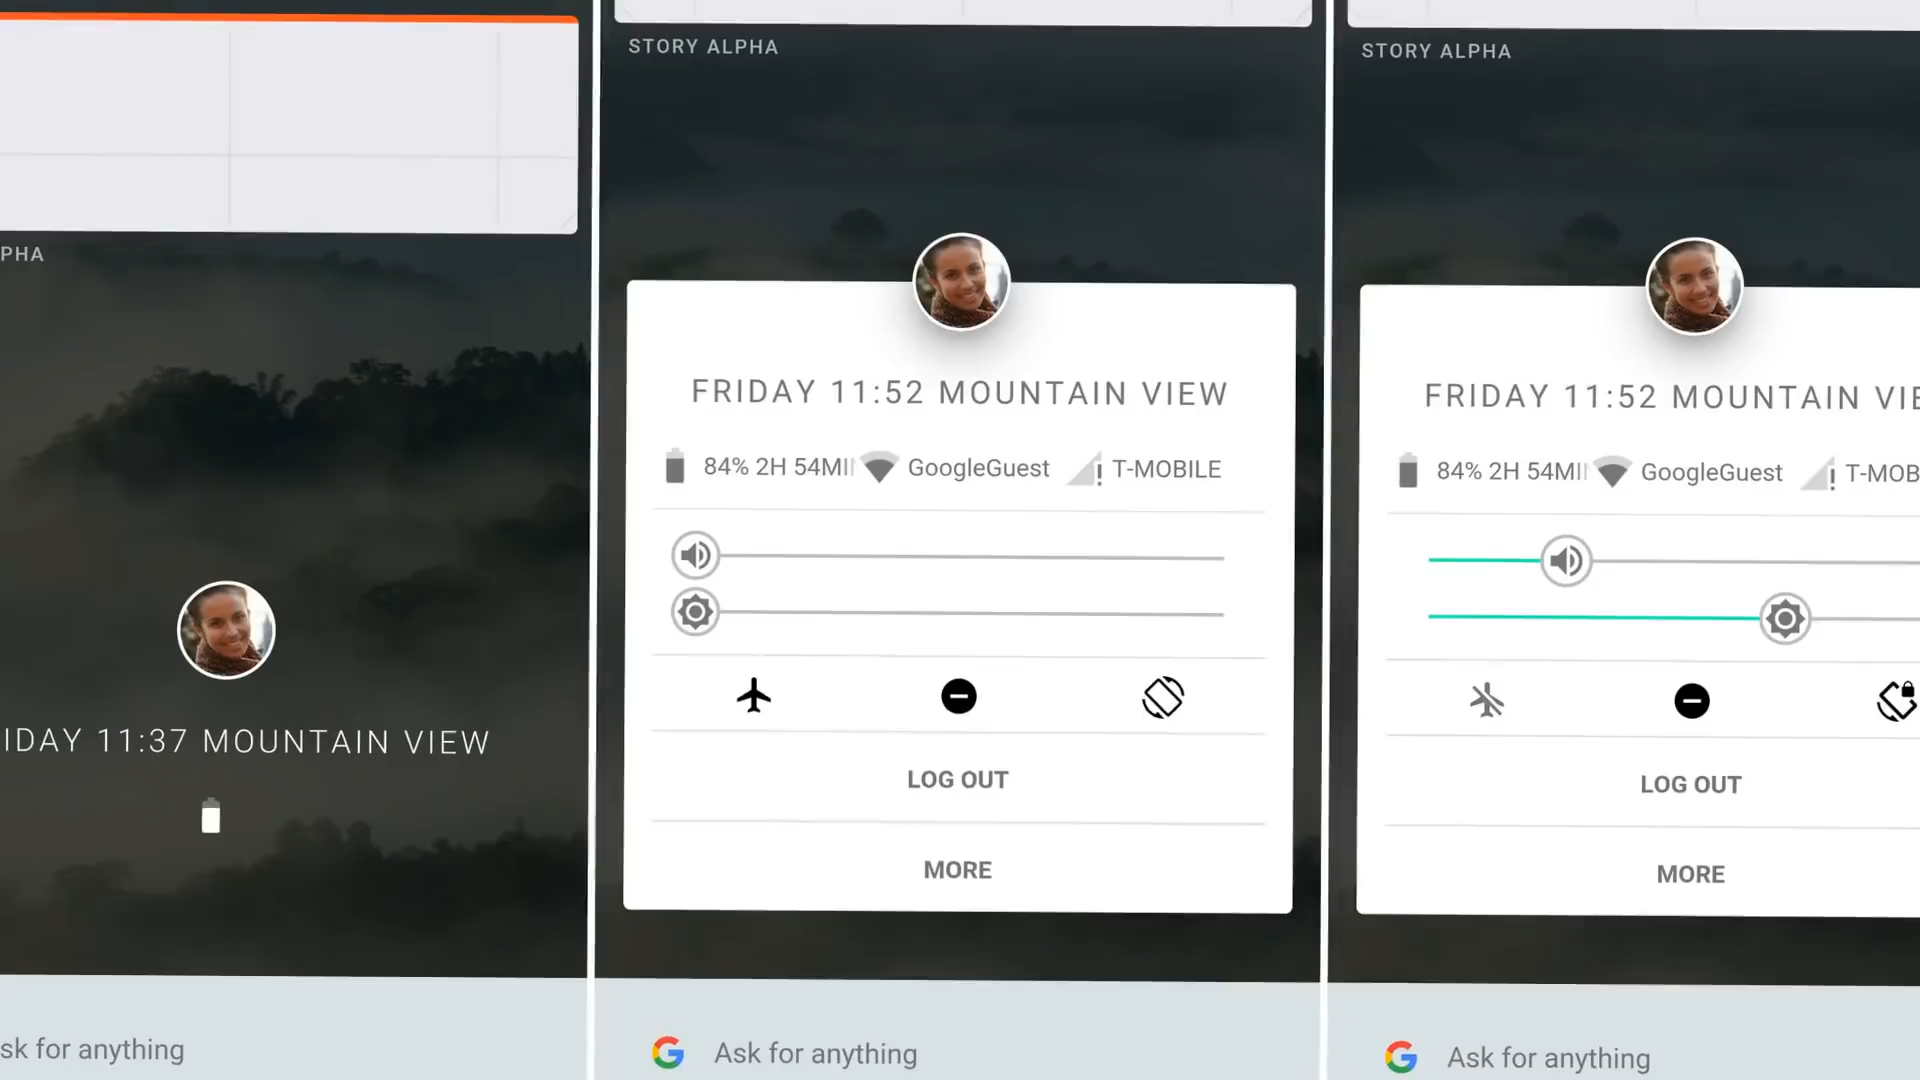 PHA
IDAY 11:37 MOUNTAIN VIEW
sk for anything
STORY ALPHA
FRIDAY 11:52 MOUNTAIN VIEW
84% 2H 54MI
GoogleGuest
T-MOBILE
LOG OUT
MORE
G Ask for anything
STORY ALPHA
FRIDAY 11:52 MOUNTAIN VIE
84% 2H 54MI
GoogleGuest
T-MOB
LOG OUT
MORE
G Ask for anything